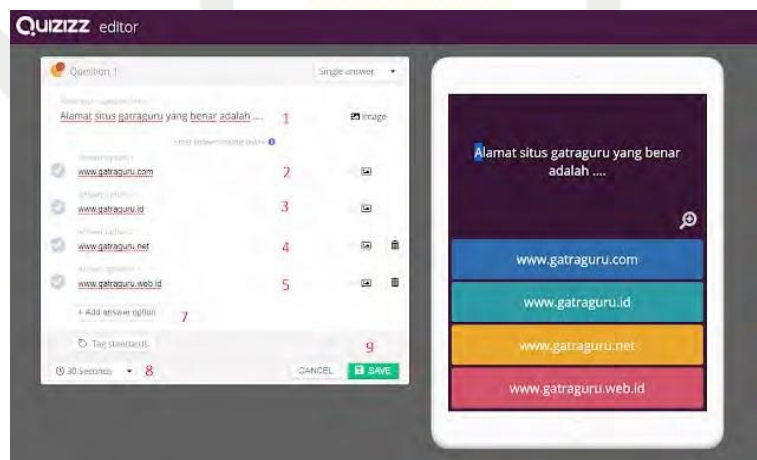 QUIZIZZ editor
Question 1
Single answer
Alamat situs gatraguru yang benar adalah .... 1
Image
www.gatraguru.com 2
www.gatraguru.id 3
www.gatraguru.net 4
www.gatraguru.web.id 5
+ Add answer option 7
Tag standards
9
30 Seconds 8
CANCEL SAVE
Alamat situs gatraguru yang benar
adalah ....
www.gatraguru.com
www.gatraguru.id
www.gatraguru.net
www.gatraguru.web.id